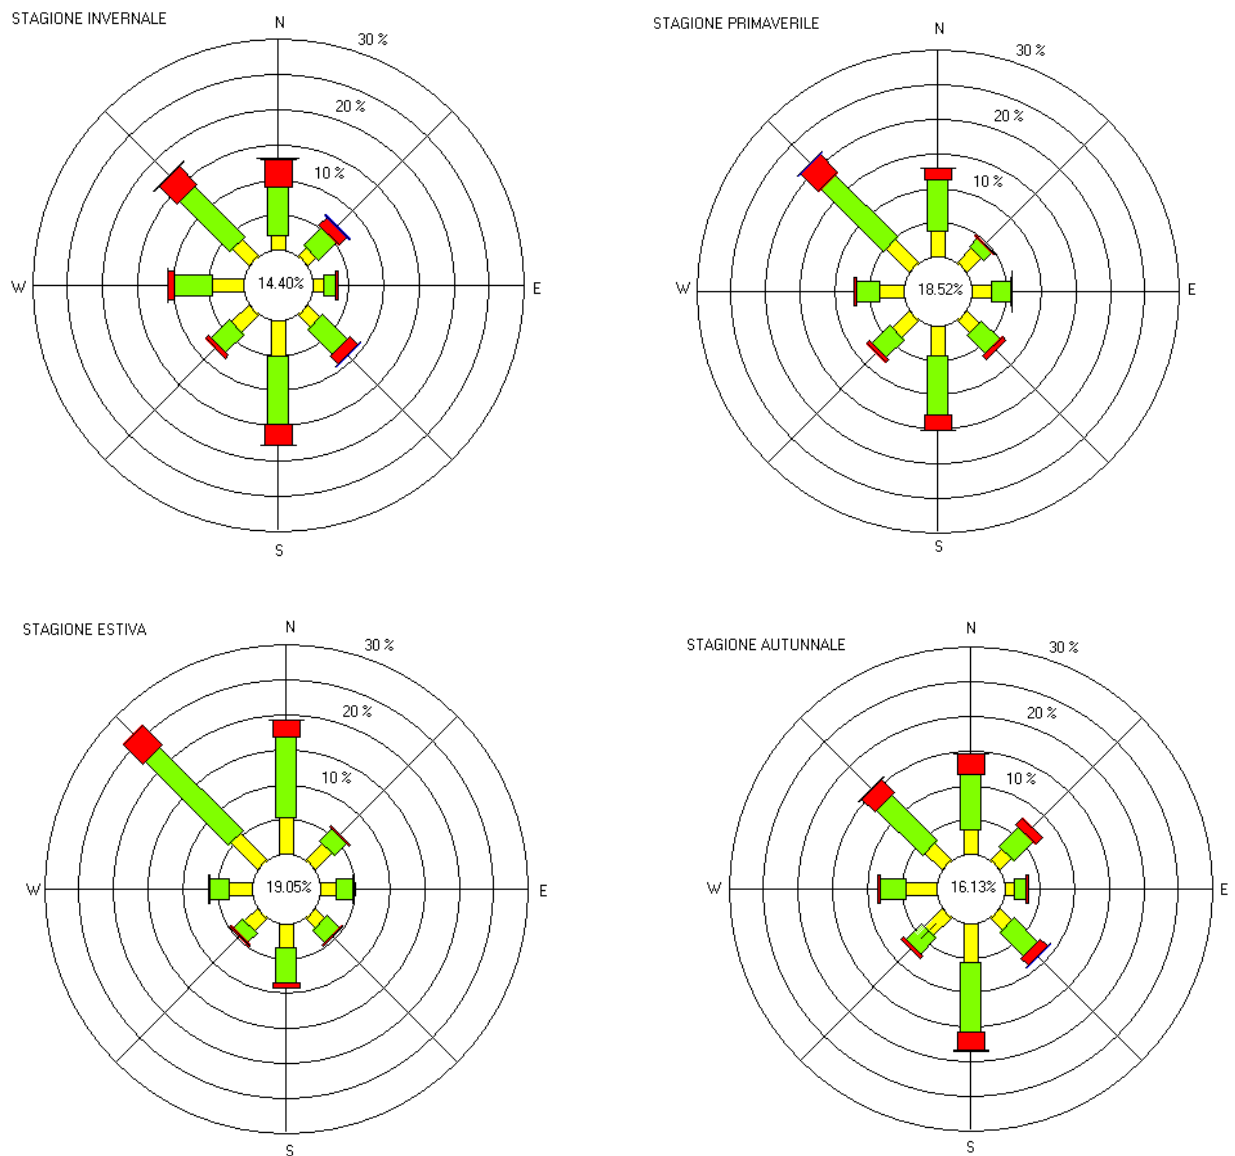 STAGIONE INVERNALE
N
30 %
20 %
10 %
W
14.40%
E
S
STAGIONE PRIMAVERILE
N
30 %
20 %
10 %
W
18.52%
E
S
STAGIONE ESTIVA
N
30 %
20 %
10 %
W
19.05%
E
S
STAGIONE AUTUNNALE
N
30 %
20 %
10 %
W
16.13%
E
S